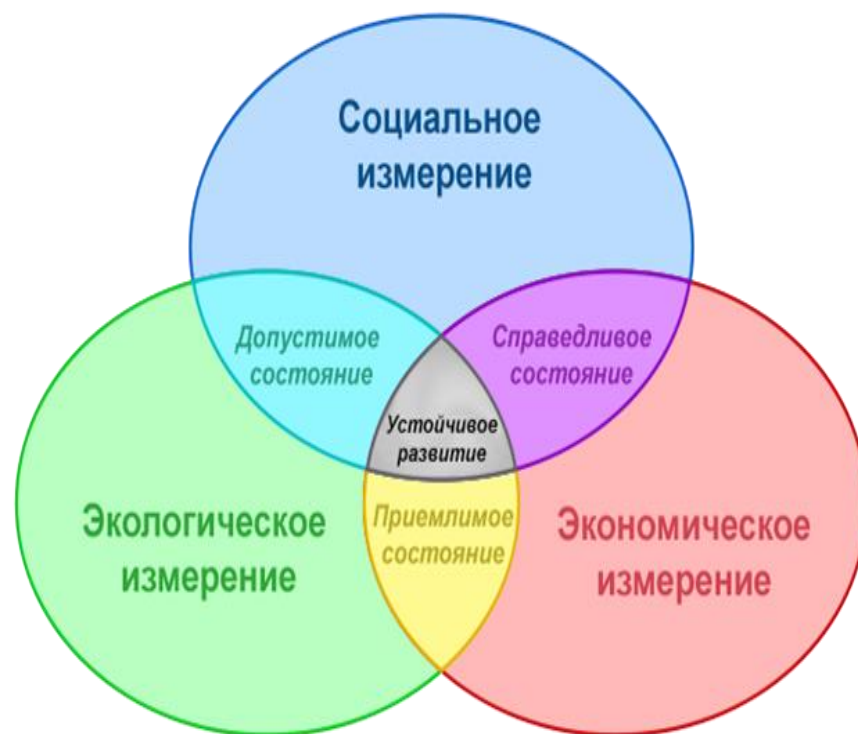 Социальное
измерение
Допустимое
состояние
Справедливое
состояние
Устойчивое
развитие
Экологическое
измерение
Приемлимое
состояние
Экономическое
измерение